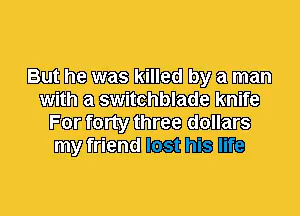 But he was killed by a man
with a switchblade knife
For forty three dollars
my friend lost his life